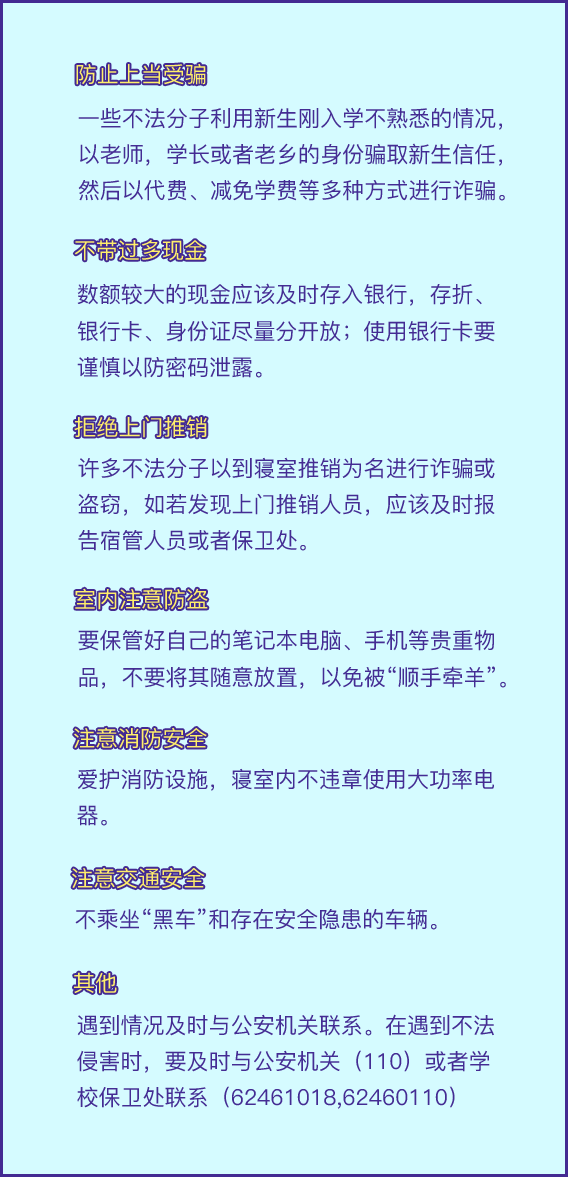 防止上当受骗
一些不法分子利用新生刚入学不熟悉的情况，
以老师，学长或者老乡的身份骗取新生信任，
然后以代费、减免学费等多种方式进行诈骗。
不带过多现金
数额较大的现金应该及时存入银行，存折、
银行卡、身份证尽量分开放；使用银行卡要
谨慎以防密码泄露。
拒绝上门推销
许多不法分子以到寝室推销为名进行诈骗或
盗窃，如若发现上门推销人员，应该及时报
告宿管人员或者保卫处。
室内注意防盗
要保管好自己的笔记本电脑、手机等贵重物
品，不要将其随意放置，以免被“顺手牵羊”。
注意消防安全
爱护消防设施，寝室内不违章使用大功率电
器。
注意交通安全
不乘坐“黑车”和存在安全隐患的车辆。
其他
遇到情况及时与公安机关联系。在遇到不法
侵害时，要及时与公安机关（110）或者学
校保卫处联系（62461018,62460110）